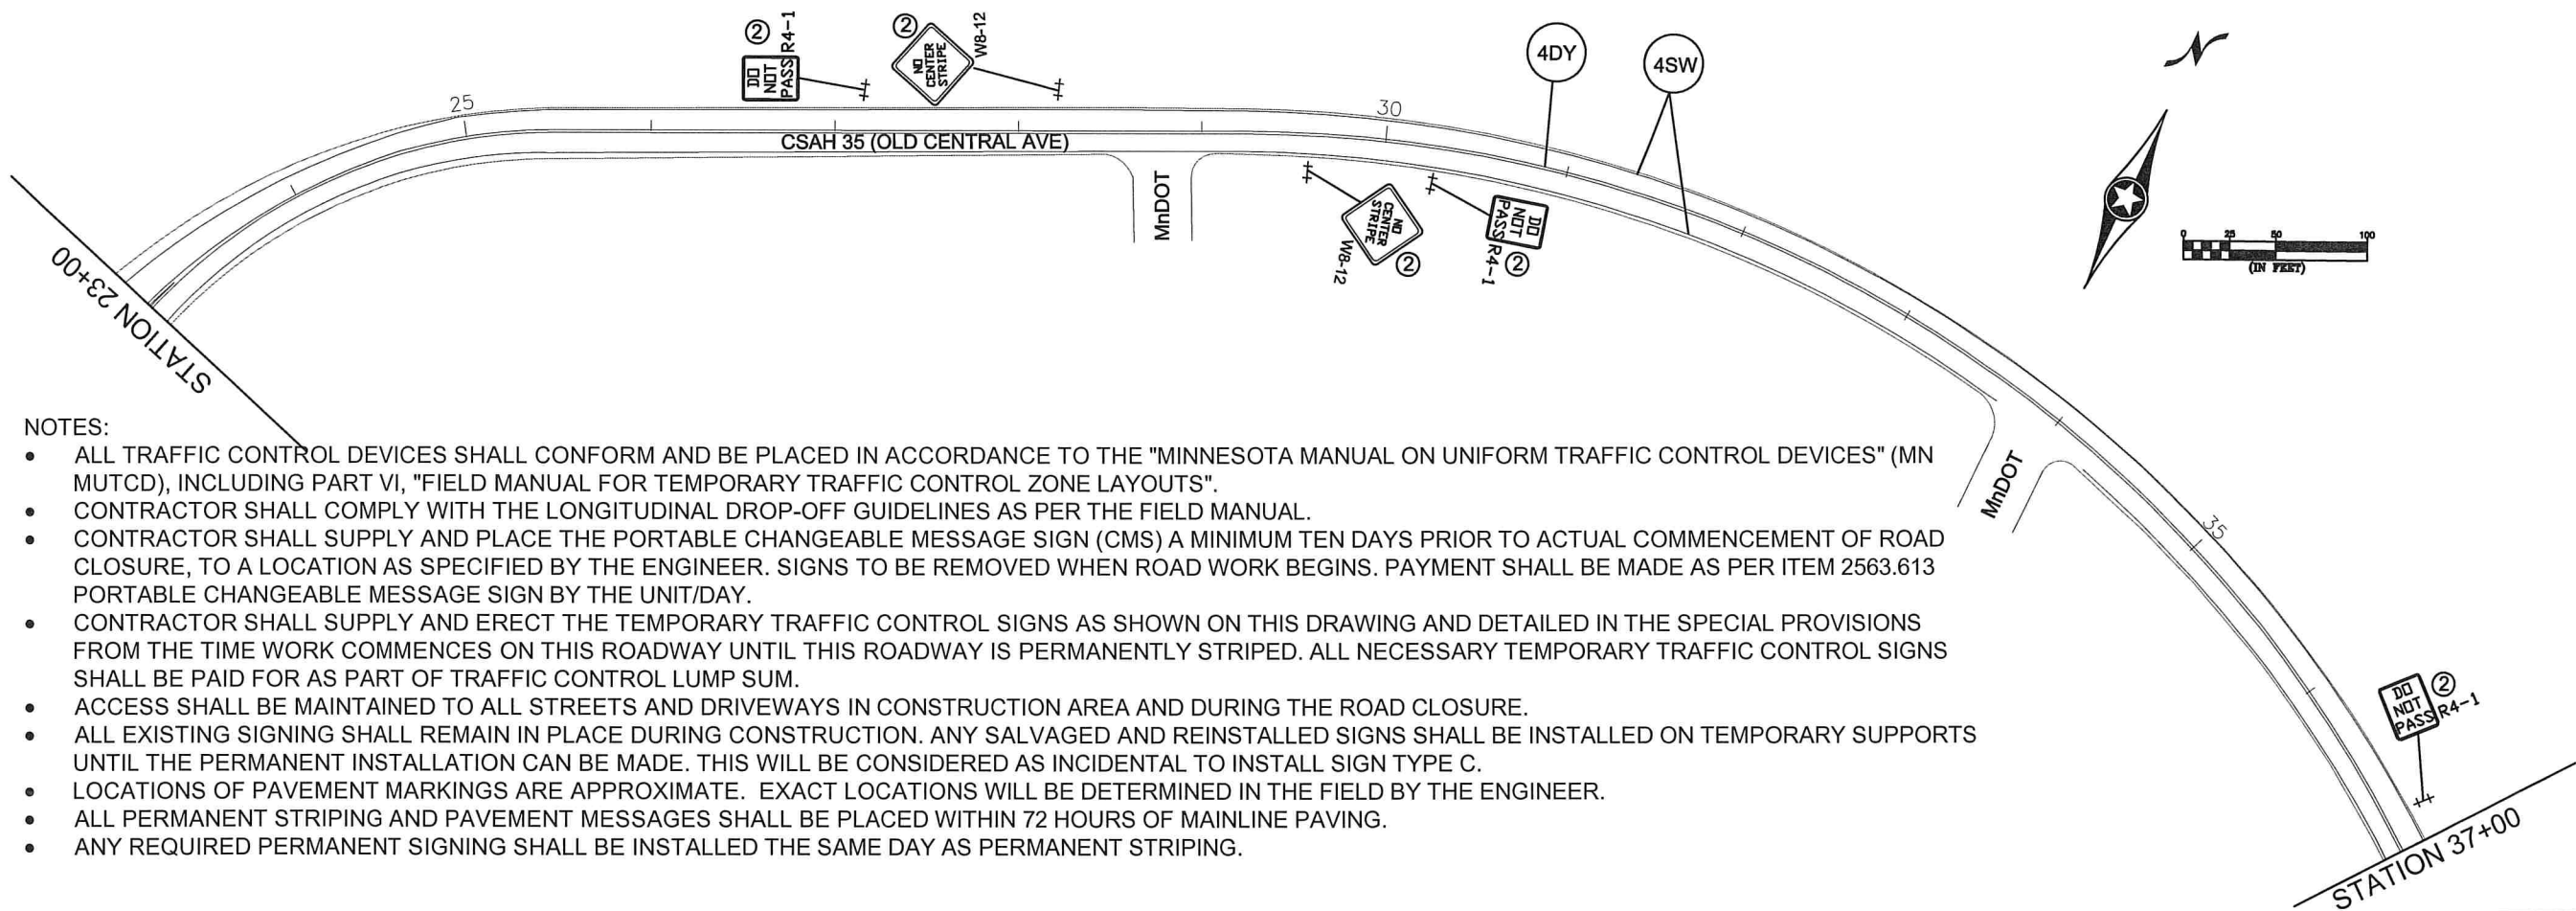 ②
R4-1
DO
NOT
PASS
②
W8-12
NO
CENTER
STRIPE
4DY
4SW
N
25
30
CSAH 35 (OLD CENTRAL AVE)
MnDOT
NO
CENTER
STRIPE
W8-12
②
DO
NOT
PASS
R4-1
②
0 25 50 100
(IN FEET)
STATION 23+00
MnDOT
35
DO
NOT
PASS
②
R4-1
STATION 37+00
NOTES:
• ALL TRAFFIC CONTROL DEVICES SHALL CONFORM AND BE PLACED IN ACCORDANCE TO THE "MINNESOTA MANUAL ON UNIFORM TRAFFIC CONTROL DEVICES" (MN
MUTCD), INCLUDING PART VI, "FIELD MANUAL FOR TEMPORARY TRAFFIC CONTROL ZONE LAYOUTS".
• CONTRACTOR SHALL COMPLY WITH THE LONGITUDINAL DROP-OFF GUIDELINES AS PER THE FIELD MANUAL.
• CONTRACTOR SHALL SUPPLY AND PLACE THE PORTABLE CHANGEABLE MESSAGE SIGN (CMS) A MINIMUM TEN DAYS PRIOR TO ACTUAL COMMENCEMENT OF ROAD
CLOSURE, TO A LOCATION AS SPECIFIED BY THE ENGINEER. SIGNS TO BE REMOVED WHEN ROAD WORK BEGINS. PAYMENT SHALL BE MADE AS PER ITEM 2563.613
PORTABLE CHANGEABLE MESSAGE SIGN BY THE UNIT/DAY.
• CONTRACTOR SHALL SUPPLY AND ERECT THE TEMPORARY TRAFFIC CONTROL SIGNS AS SHOWN ON THIS DRAWING AND DETAILED IN THE SPECIAL PROVISIONS
FROM THE TIME WORK COMMENCES ON THIS ROADWAY UNTIL THIS ROADWAY IS PERMANENTLY STRIPED. ALL NECESSARY TEMPORARY TRAFFIC CONTROL SIGNS
SHALL BE PAID FOR AS PART OF TRAFFIC CONTROL LUMP SUM.
• ACCESS SHALL BE MAINTAINED TO ALL STREETS AND DRIVEWAYS IN CONSTRUCTION AREA AND DURING THE ROAD CLOSURE.
• ALL EXISTING SIGNING SHALL REMAIN IN PLACE DURING CONSTRUCTION. ANY SALVAGED AND REINSTALLED SIGNS SHALL BE INSTALLED ON TEMPORARY SUPPORTS
UNTIL THE PERMANENT INSTALLATION CAN BE MADE. THIS WILL BE CONSIDERED AS INCIDENTAL TO INSTALL SIGN TYPE C.
• LOCATIONS OF PAVEMENT MARKINGS ARE APPROXIMATE. EXACT LOCATIONS WILL BE DETERMINED IN THE FIELD BY THE ENGINEER.
• ALL PERMANENT STRIPING AND PAVEMENT MESSAGES SHALL BE PLACED WITHIN 72 HOURS OF MAINLINE PAVING.
• ANY REQUIRED PERMANENT SIGNING SHALL BE INSTALLED THE SAME DAY AS PERMANENT STRIPING.